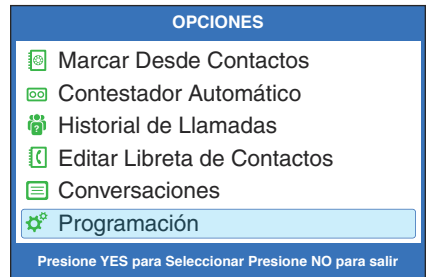 OPCIONES
Marcar Desde Contactos
Contestador Automático
Historial de Llamadas
Editar Libreta de Contactos
Conversaciones
Programación
Presione YES para Seleccionar Presione NO para salir